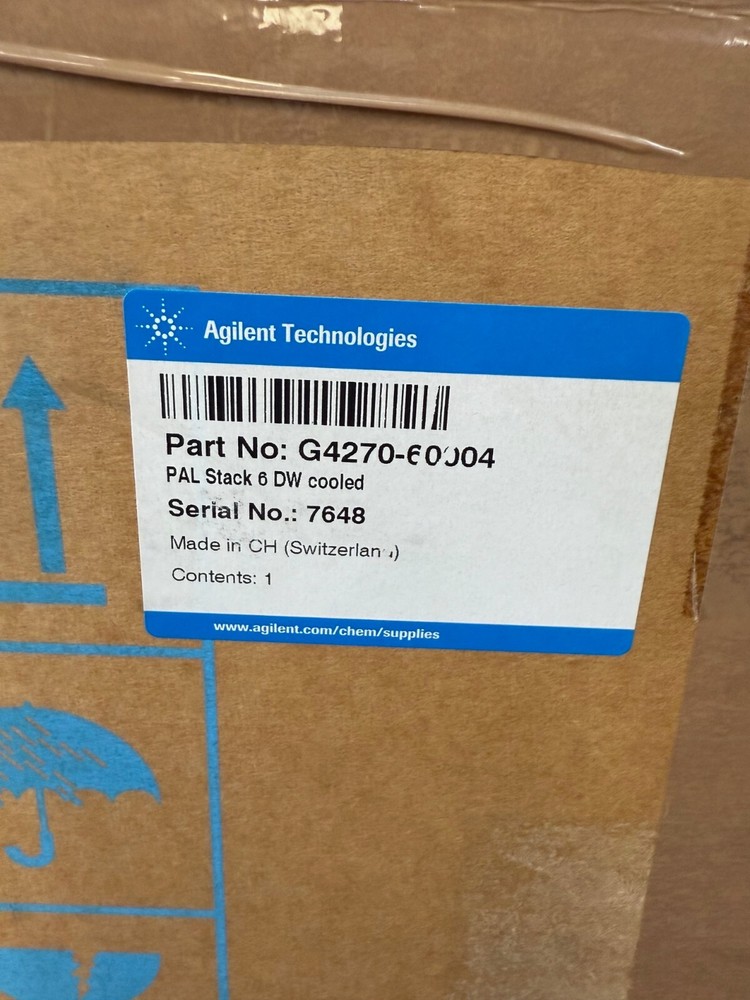 Agilent Technologies
Part No: G4270-60004
PAL Stack 6 DW cooled
Serial No.: 7648
Made in CH (Switzerland)
Contents: 1
www.agilent.com/chem/supplies